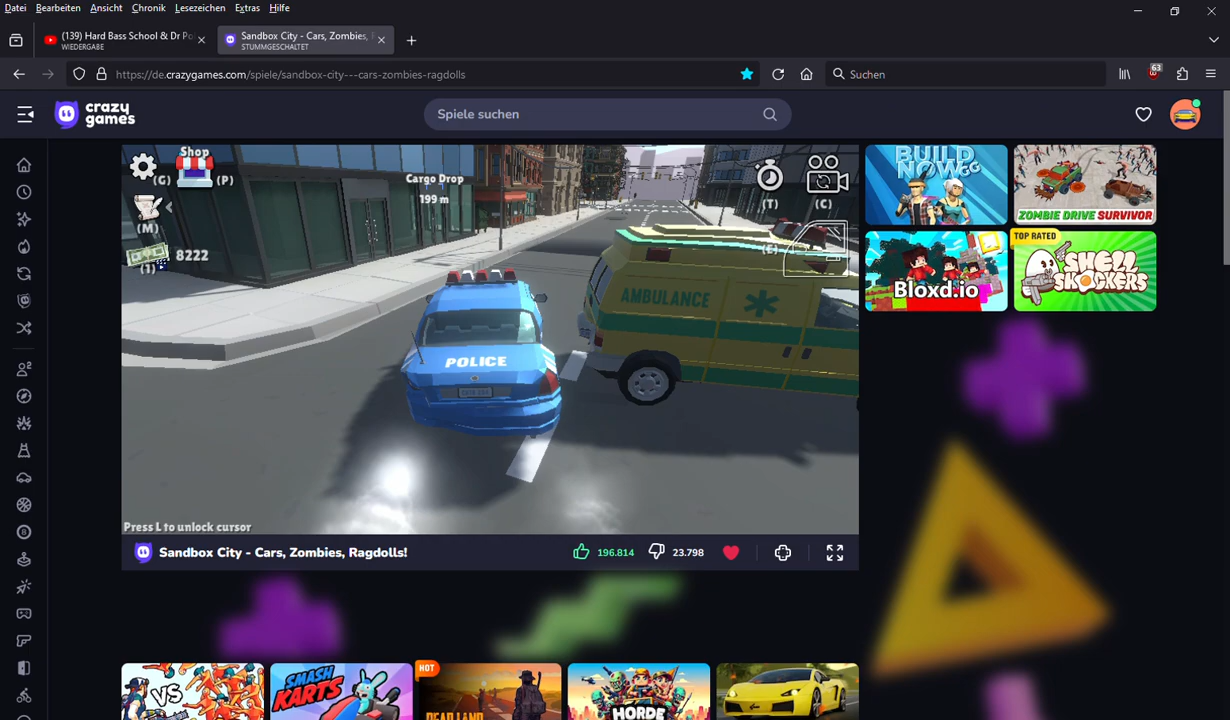 Datei Bearbeiten Ansicht Chronik Lesezeichen Extras Hilfe
(139) Hard Bass School & Dr Po
WIEDERGABE
Sandbox City - Cars, Zombies, R
STUMMGESCHALTET
https://de.crazygames.com/spiele/sandbox-city---cars-zombies-ragdolls
Suchen
63
crazy
games
Spiele suchen
Shop
(G)
(P)
(M)
8222
(1)
Cargo Drop
199 m
(T)
(C)
(E)
AMBULANCE
POLICE
Press L to unlock cursor
BUILD
NOW GG
ZOMBIE DRIVE SURVIVOR
Bloxd.io
TOP RATED
SHELL
SHOCKERS
Sandbox City - Cars, Zombies, Ragdolls!
196.814
23.798
VS
SMASH
KARTS
HOT
DEAD LAND
HORDE